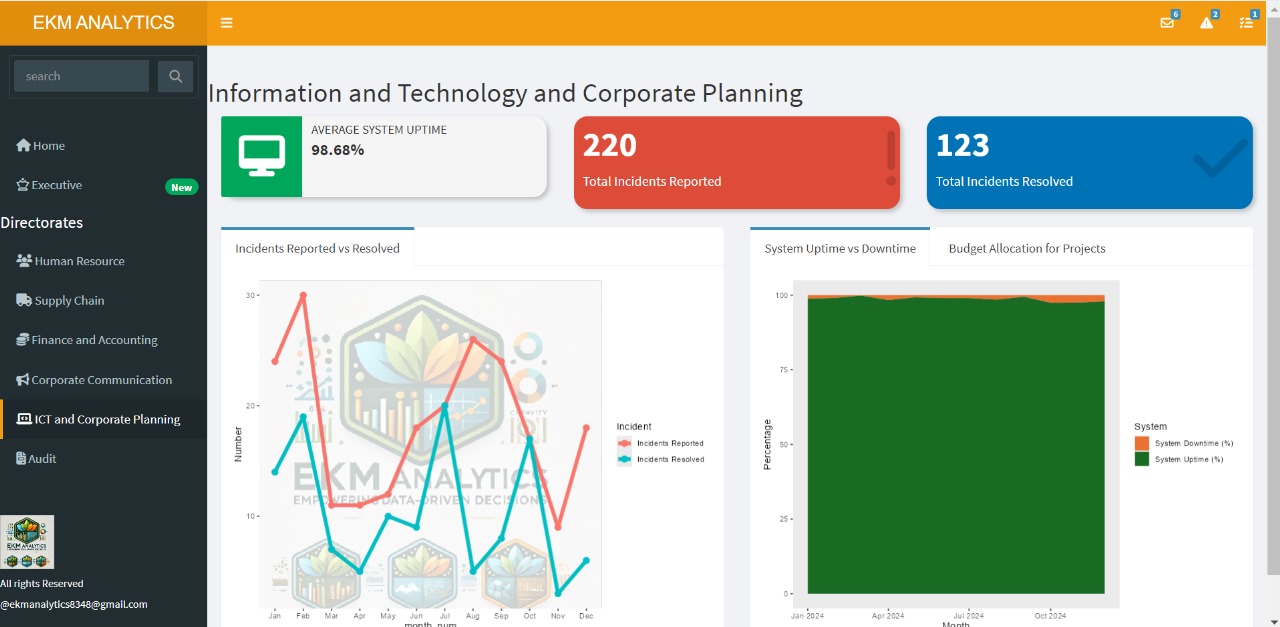 EKM ANALYTICS
6
2
1
search
Home
Executive
New
Directorates
Human Resource
Supply Chain
Finance and Accounting
Corporate Communication
ICT and Corporate Planning
Audit
EKM ANALYTICS
All rights Reserved
@ekmanalytics8348@gmail.com
Information and Technology and Corporate Planning
AVERAGE SYSTEM UPTIME
98.68%
220
Total Incidents Reported
123
Total Incidents Resolved
Incidents Reported vs Resolved
30
20
10
Number
EKM ANALYTICS
EMPOWERING DATA-DRIVEN DECISIONS
Jan Feb Mar Apr May Jun Jul Aug Sep Oct Nov Dec
month_num
Incident
Incidents Reported
Incidents Resolved
System Uptime vs Downtime
Budget Allocation for Projects
100
75
50
25
0
Percentage
Jan 2024 Apr 2024 Jul 2024 Oct 2024
Month
System
System Downtime (%)
System Uptime (%)